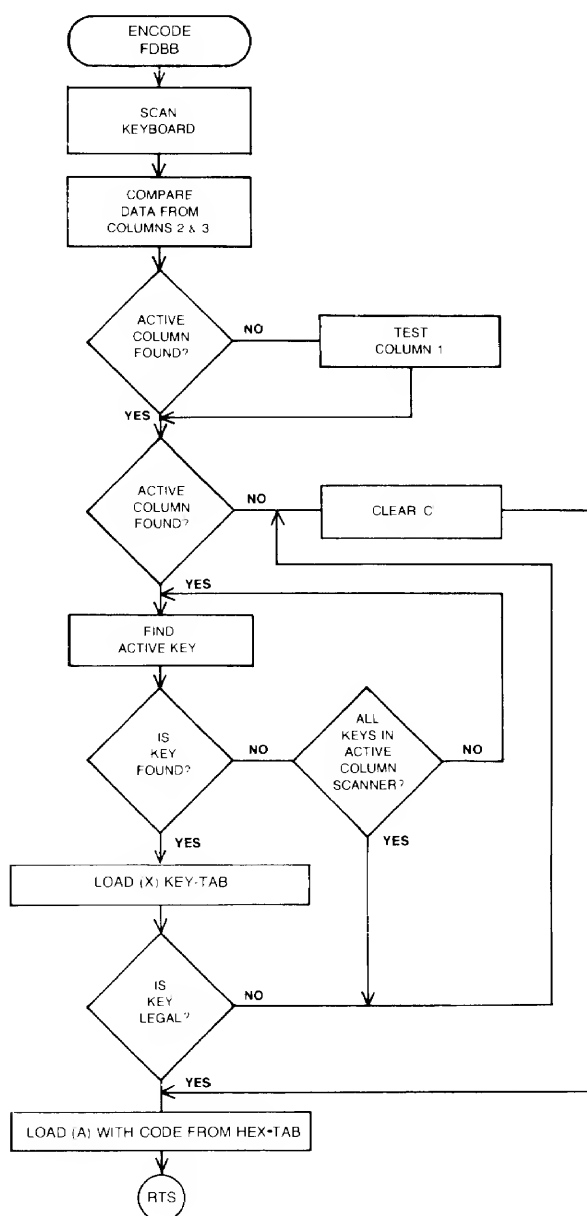 ENCODE
FDBB
SCAN
KEYBOARD
COMPARE
DATA FROM
COLUMNS 2 & 3
ACTIVE
COLUMN
FOUND?
NO
TEST
COLUMN 1
YES
ACTIVE
COLUMN
FOUND?
NO
CLEAR C
YES
FIND
ACTIVE KEY
IS
KEY
FOUND?
NO
ALL
KEYS IN
ACTIVE
COLUMN
SCANNER?
NO
YES
YES
LOAD (X) KEY-TAB
IS
KEY
LEGAL?
NO
YES
LOAD (A) WITH CODE FROM HEX•TAB
RTS